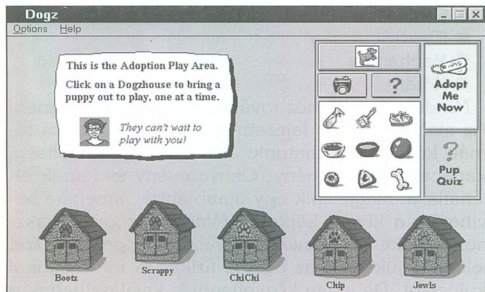 Dogz
Options Help
This is the Adoption Play Area.
Click on a Dogzhouse to bring a
puppy out to play, one at a time.
They can't wait to
play with you!
?
Adopt
Me
Now
?
Pup
Quiz
Bootz
Scrappy
ChiChi
Chip
Jowls